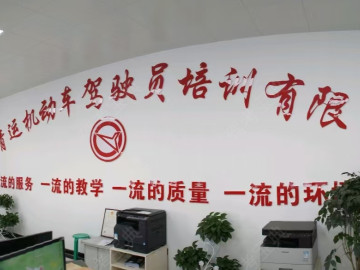 运机动车驾驶员培训有限
流的服务 一流的教学 一流的质量 一流的环